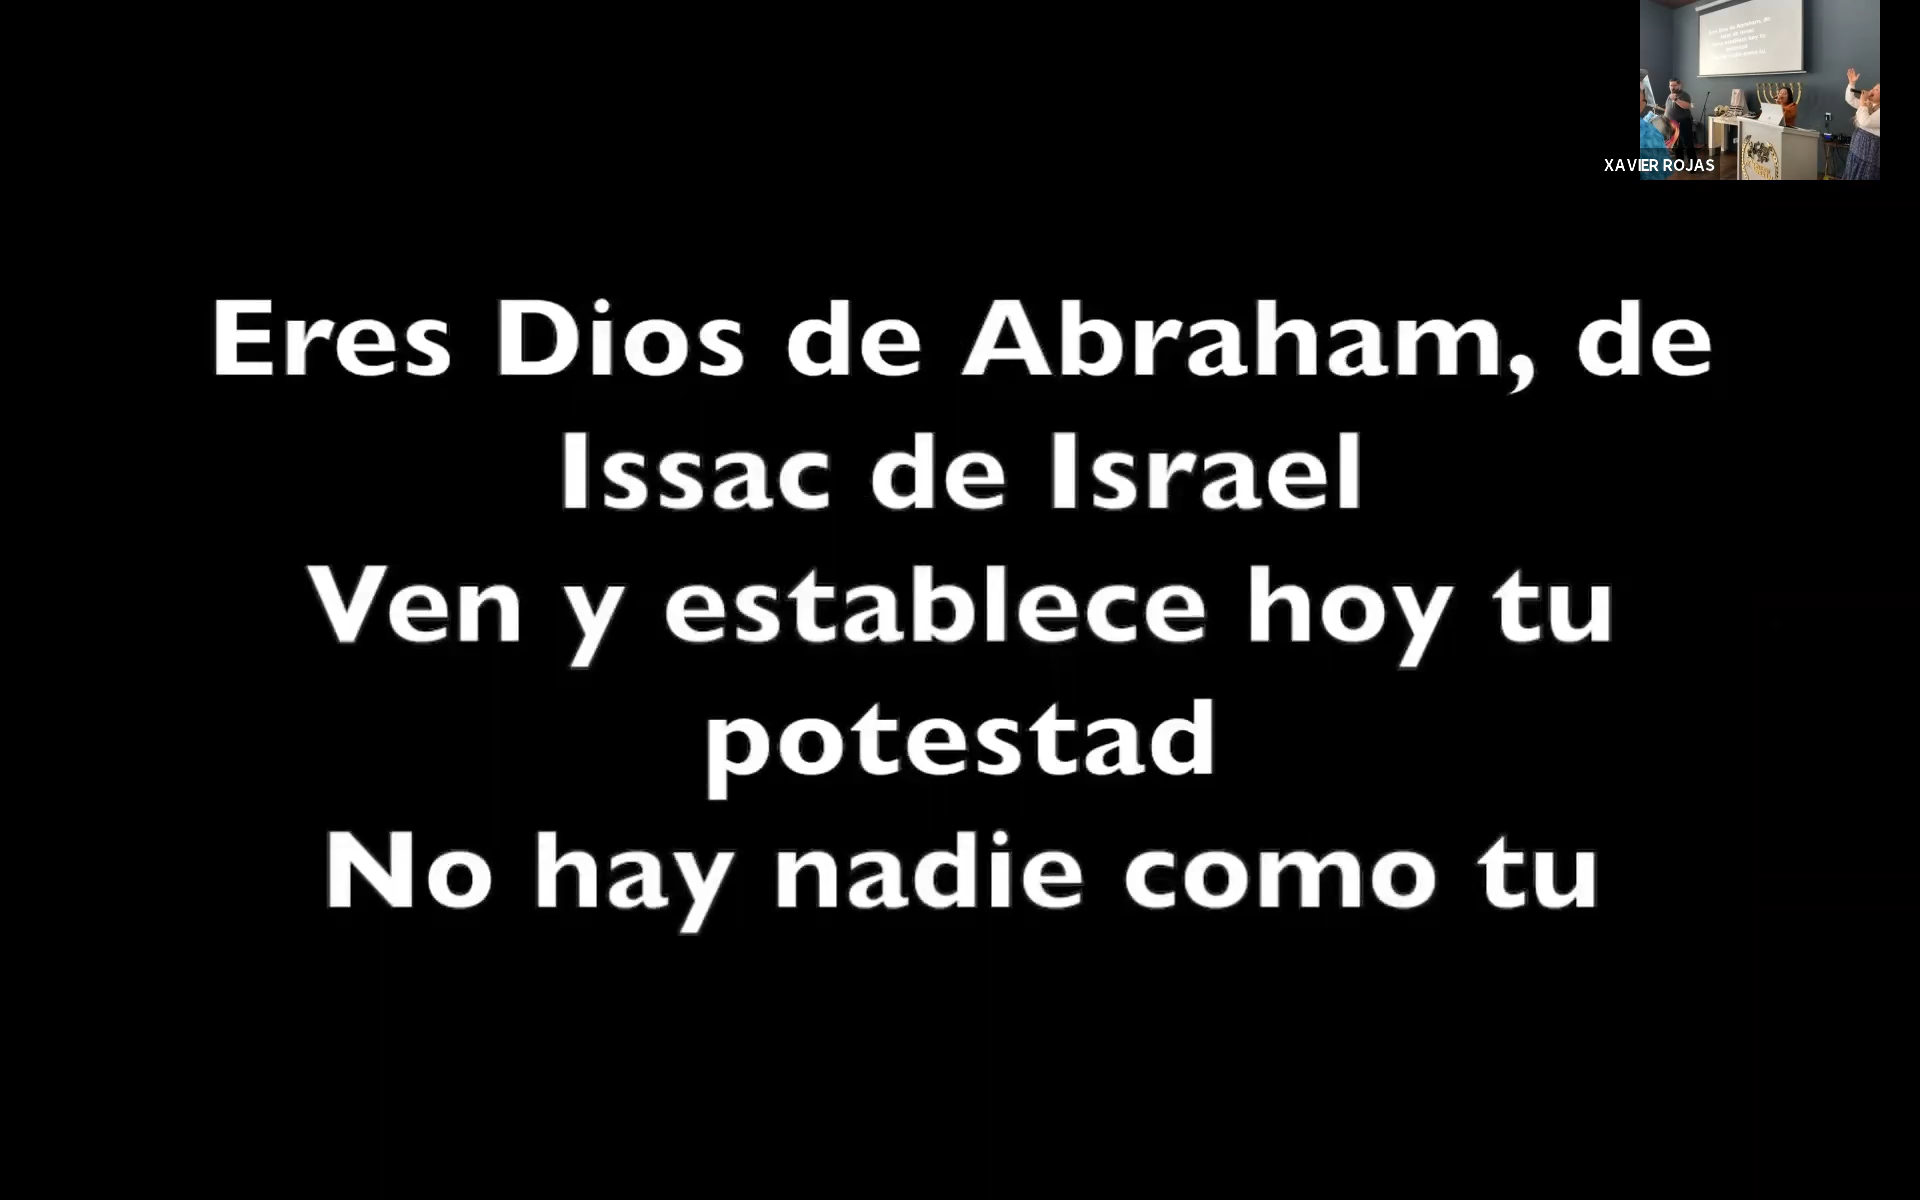 XAVIER ROJAS
Eres Dios de Abraham, de
Issac de Israel
Ven y establece hoy tu
potestad
No hay nadie como tu